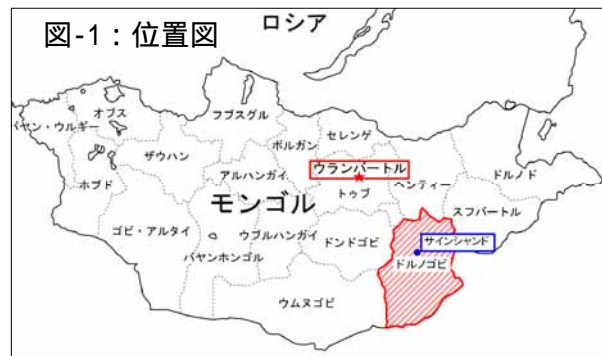 図-1：位置図
ロシア
オブス
バヤン・ウルギー
フブスグル
セレンゲ
ボルガン
ザウハン
ウランバートル
アルハンガイ
ホブド
トゥブ
ヘンティー
ドルノド
モンゴル
スフバートル
ゴビ・アルタイ
ウブルハンガイ
ドンドゴビ
サインシャンド
バヤンホンゴル
ドルノゴビ
ウムヌゴビ